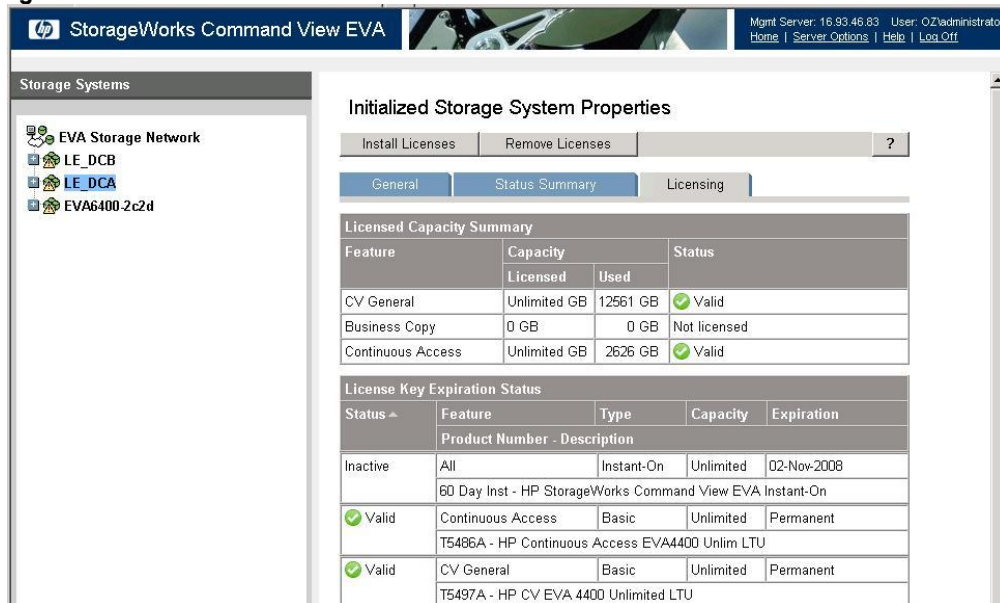 hp StorageWorks Command View EVA
Mgmt Server: 16.93.46.83 User: OZ\administrato
Home | Server Options | Help | Log Off
Storage Systems
EVA Storage Network
LE_DCB
LE_DCA
EVA6400-2c2d
Initialized Storage System Properties
Install Licenses Remove Licenses ?
General Status Summary Licensing
Licensed Capacity Summary
Feature Capacity Status
Licensed Used
CV General Unlimited GB 12561 GB Valid
Business Copy 0 GB 0 GB Not licensed
Continuous Access Unlimited GB 2626 GB Valid
License Key Expiration Status
Status Feature Type Capacity Expiration
Product Number - Description
Inactive All Instant-On Unlimited 02-Nov-2008
60 Day Inst - HP StorageWorks Command View EVA Instant-On
Valid Continuous Access Basic Unlimited Permanent
T5486A - HP Continuous Access EVA4400 Unlim LTU
Valid CV General Basic Unlimited Permanent
T5497A - HP CV EVA 4400 Unlimited LTU